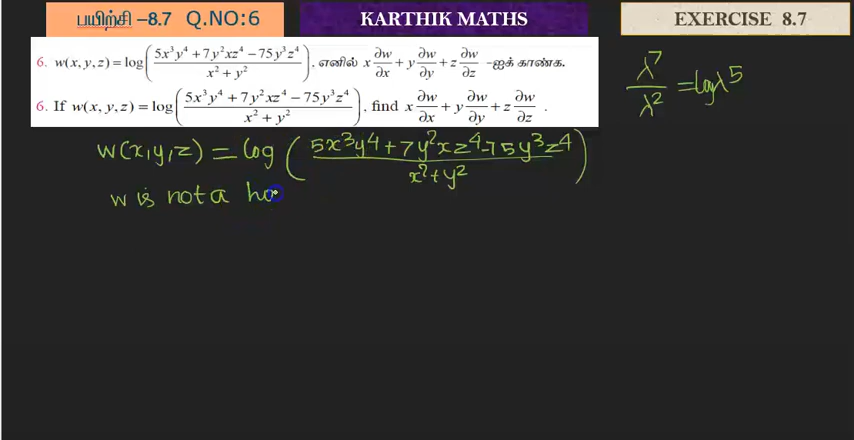 பயிற்சி –8.7 Q.NO:6
KARTHIK MATHS
EXERCISE 8.7
6. w(x, y, z) = log((5x³y⁴ + 7y²xz⁴ − 75y³z⁴)/(x² + y²)), எனில் x ∂w/∂x + y ∂w/∂y + z ∂w/∂z –ஐக் காண்க.
6. If w(x, y, z) = log((5x³y⁴ + 7y²xz⁴ − 75y³z⁴)/(x² + y²)), find x ∂w/∂x + y ∂w/∂y + z ∂w/∂z .
λ⁷/λ² = log λ⁵
w(x,y,z) = log ((5x³y⁴ + 7y²xz⁴ - 75y³z⁴)/(x² + y²))
w is not a ho